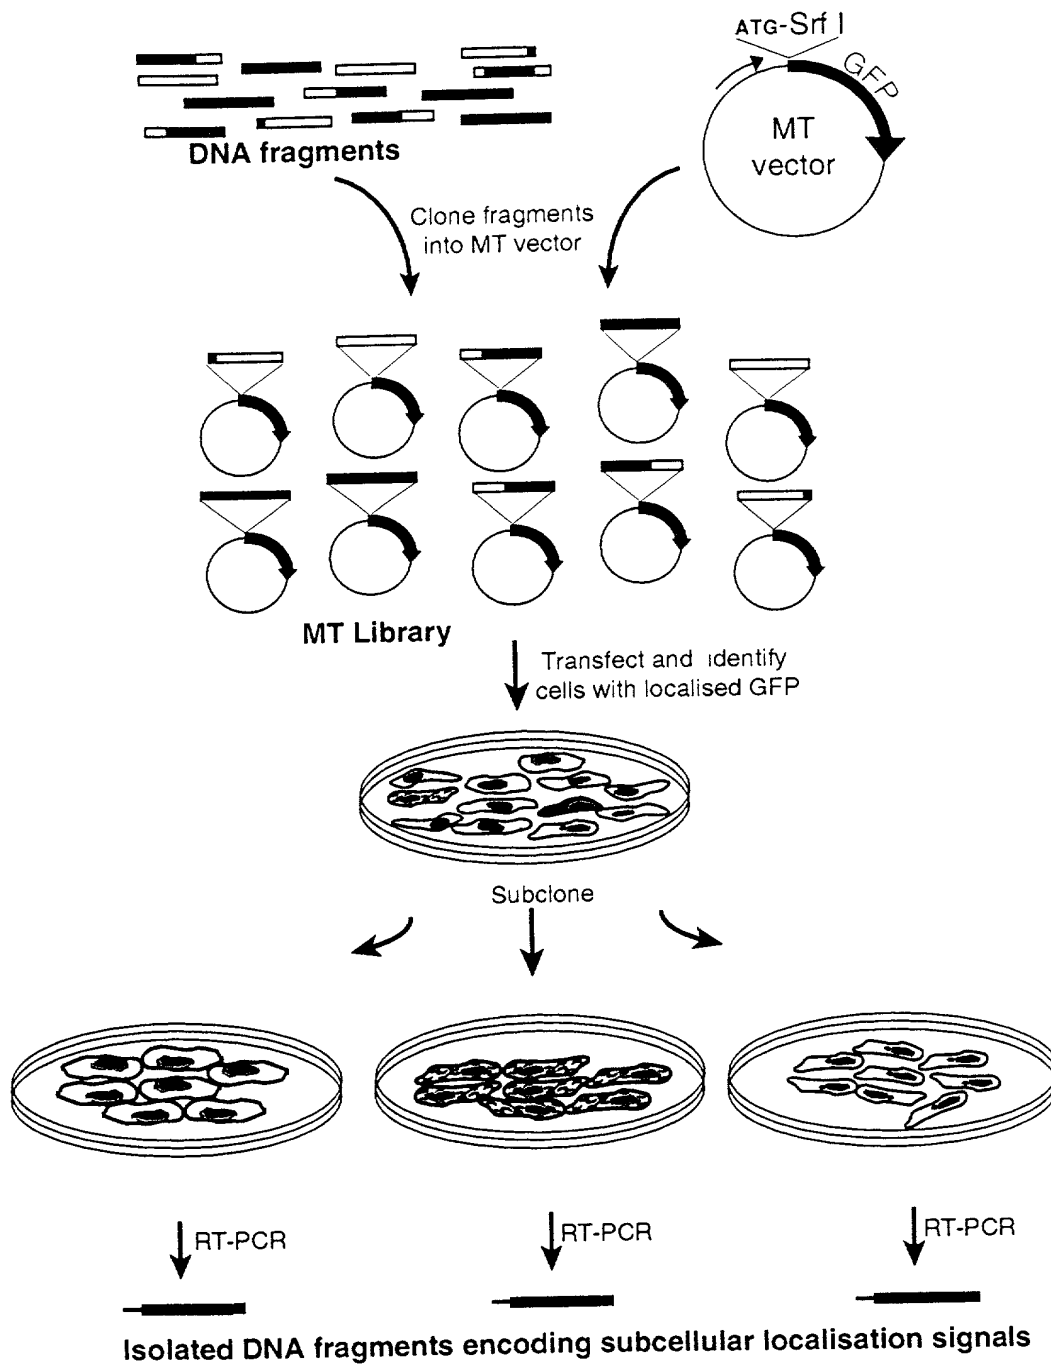 ATG-Srf I
GFP
MT
vector
DNA fragments
Clone fragments
into MT vector
MT Library
Transfect and identify
cells with localised GFP
Subclone
RT-PCR
RT-PCR
RT-PCR
Isolated DNA fragments encoding subcellular localisation signals